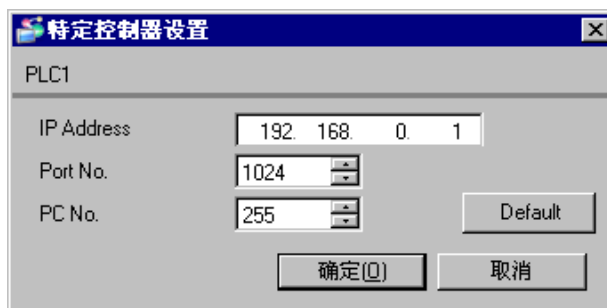 特定控制器设置
PLC1
IP Address 192. 168. 0. 1
Port No. 1024
PC No. 255 Default
确定(O) 取消